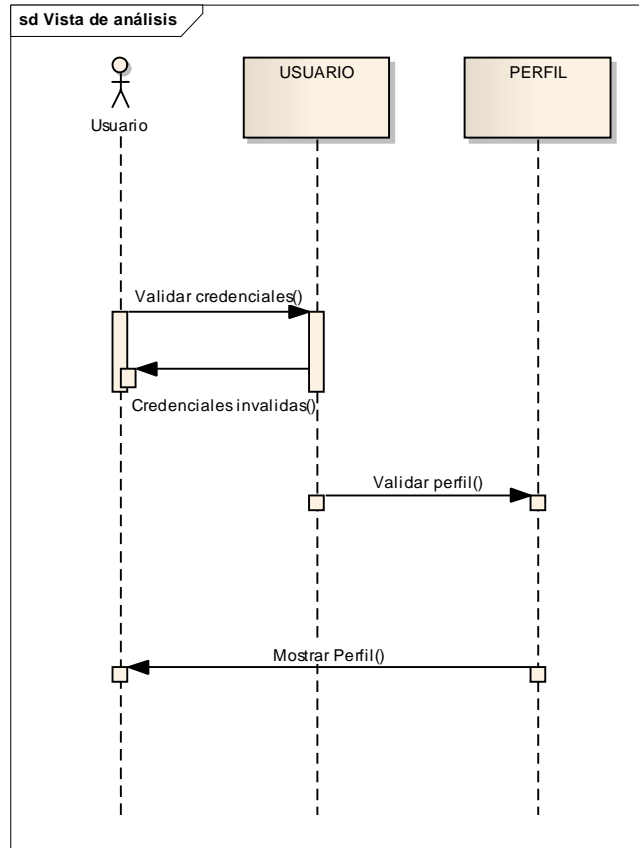 sd Vista de análisis
USUARIO
PERFIL
Usuario
Validar credenciales()
Credenciales invalidas()
Validar perfil()
Mostrar Perfil()